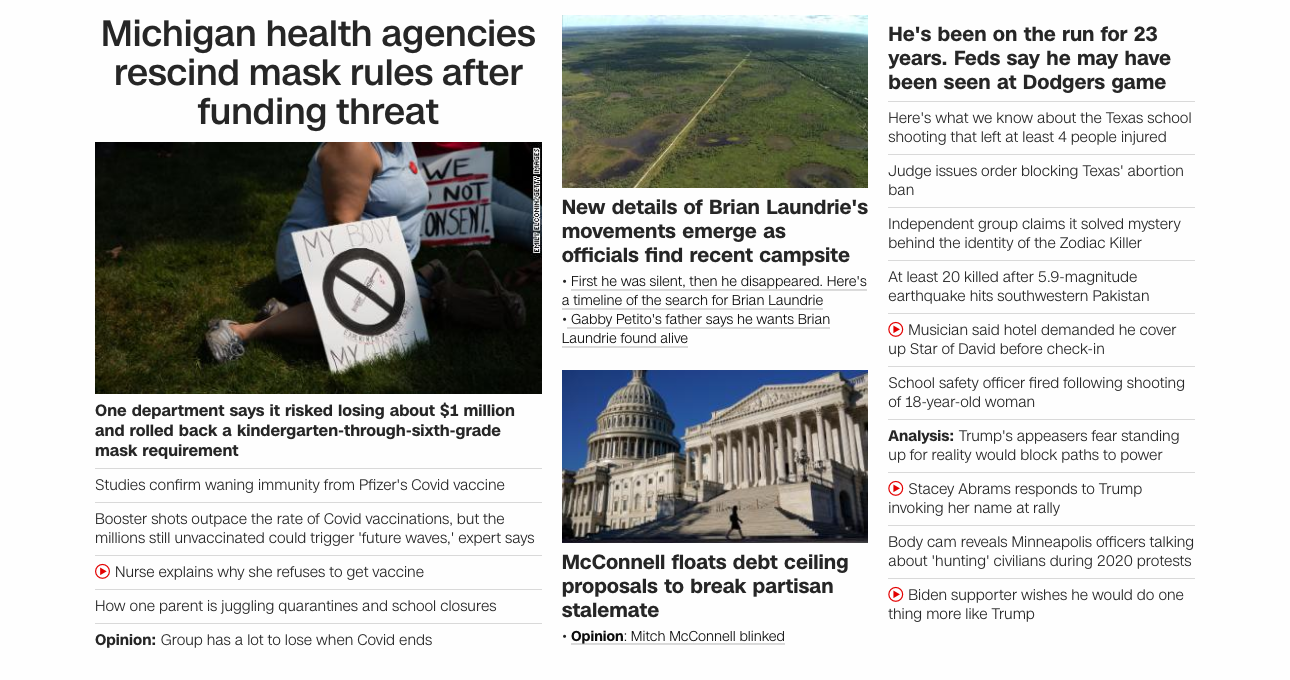 Michigan health agencies
rescind mask rules after
funding threat
WE
NOT
CONSENT.
MY BODY
MY
EMILY ELCONIN/GETTY IMAGES
One department says it risked losing about $1 million
and rolled back a kindergarten-through-sixth-grade
mask requirement
Studies confirm waning immunity from Pfizer's Covid vaccine
Booster shots outpace the rate of Covid vaccinations, but the
millions still unvaccinated could trigger 'future waves,' expert says
Nurse explains why she refuses to get vaccine
How one parent is juggling quarantines and school closures
Opinion: Group has a lot to lose when Covid ends
New details of Brian Laundrie's
movements emerge as
officials find recent campsite
• First he was silent, then he disappeared. Here's
a timeline of the search for Brian Laundrie
• Gabby Petito's father says he wants Brian
Laundrie found alive
McConnell floats debt ceiling
proposals to break partisan
stalemate
• Opinion: Mitch McConnell blinked
He's been on the run for 23
years. Feds say he may have
been seen at Dodgers game
Here's what we know about the Texas school
shooting that left at least 4 people injured
Judge issues order blocking Texas' abortion
ban
Independent group claims it solved mystery
behind the identity of the Zodiac Killer
At least 20 killed after 5.9-magnitude
earthquake hits southwestern Pakistan
Musician said hotel demanded he cover
up Star of David before check-in
School safety officer fired following shooting
of 18-year-old woman
Analysis: Trump's appeasers fear standing
up for reality would block paths to power
Stacey Abrams responds to Trump
invoking her name at rally
Body cam reveals Minneapolis officers talking
about 'hunting' civilians during 2020 protests
Biden supporter wishes he would do one
thing more like Trump